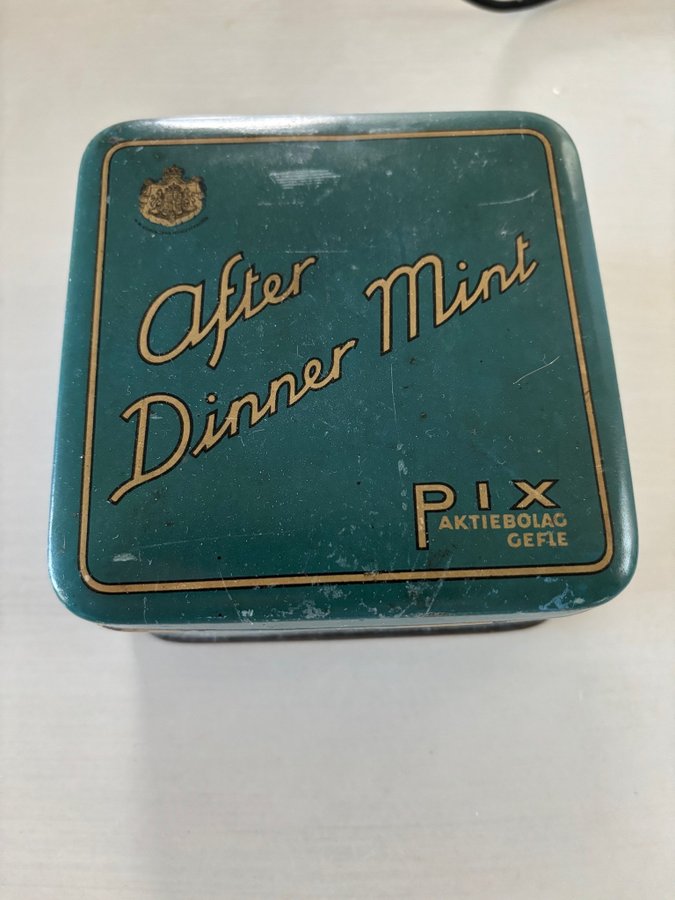 After
Dinner Mint
PIX
AKTIEBOLAG
GEFLE